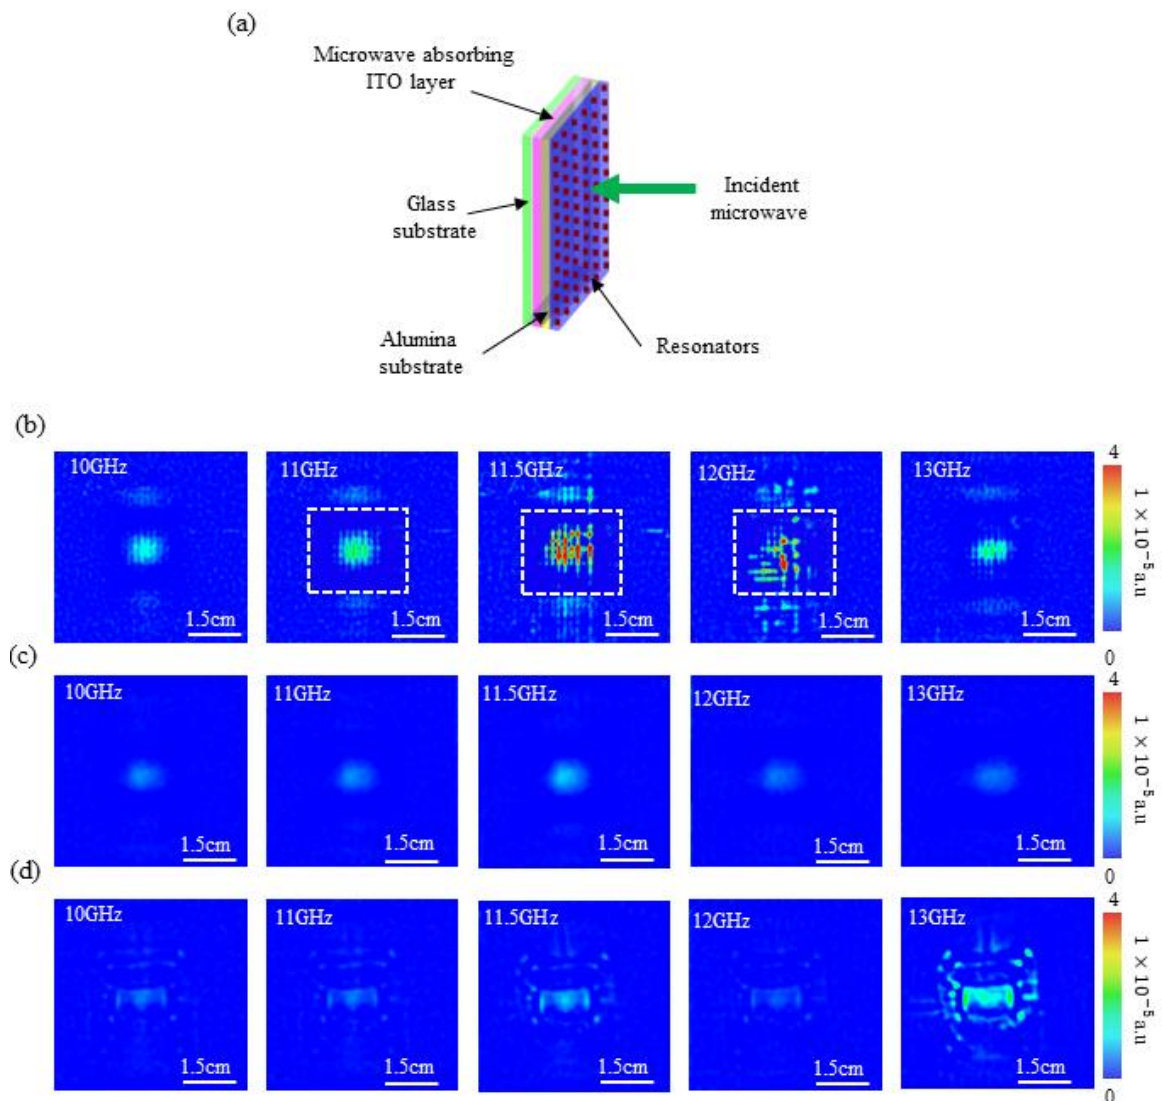 (a)
Microwave absorbing
ITO layer
Glass
substrate
Incident
microwave
Alumina
substrate
Resonators
(b)
10GHz
11GHz
11.5GHz
12GHz
13GHz
1.5cm
1.5cm
1.5cm
1.5cm
1.5cm
4
1×10⁻⁵a.u
0
(c)
10GHz
11GHz
11.5GHz
12GHz
13GHz
1.5cm
1.5cm
1.5cm
1.5cm
1.5cm
4
1×10⁻⁵a.u
0
(d)
10GHz
11GHz
11.5GHz
12GHz
13GHz
1.5cm
1.5cm
1.5cm
1.5cm
1.5cm
4
1×10⁻⁵a.u
0